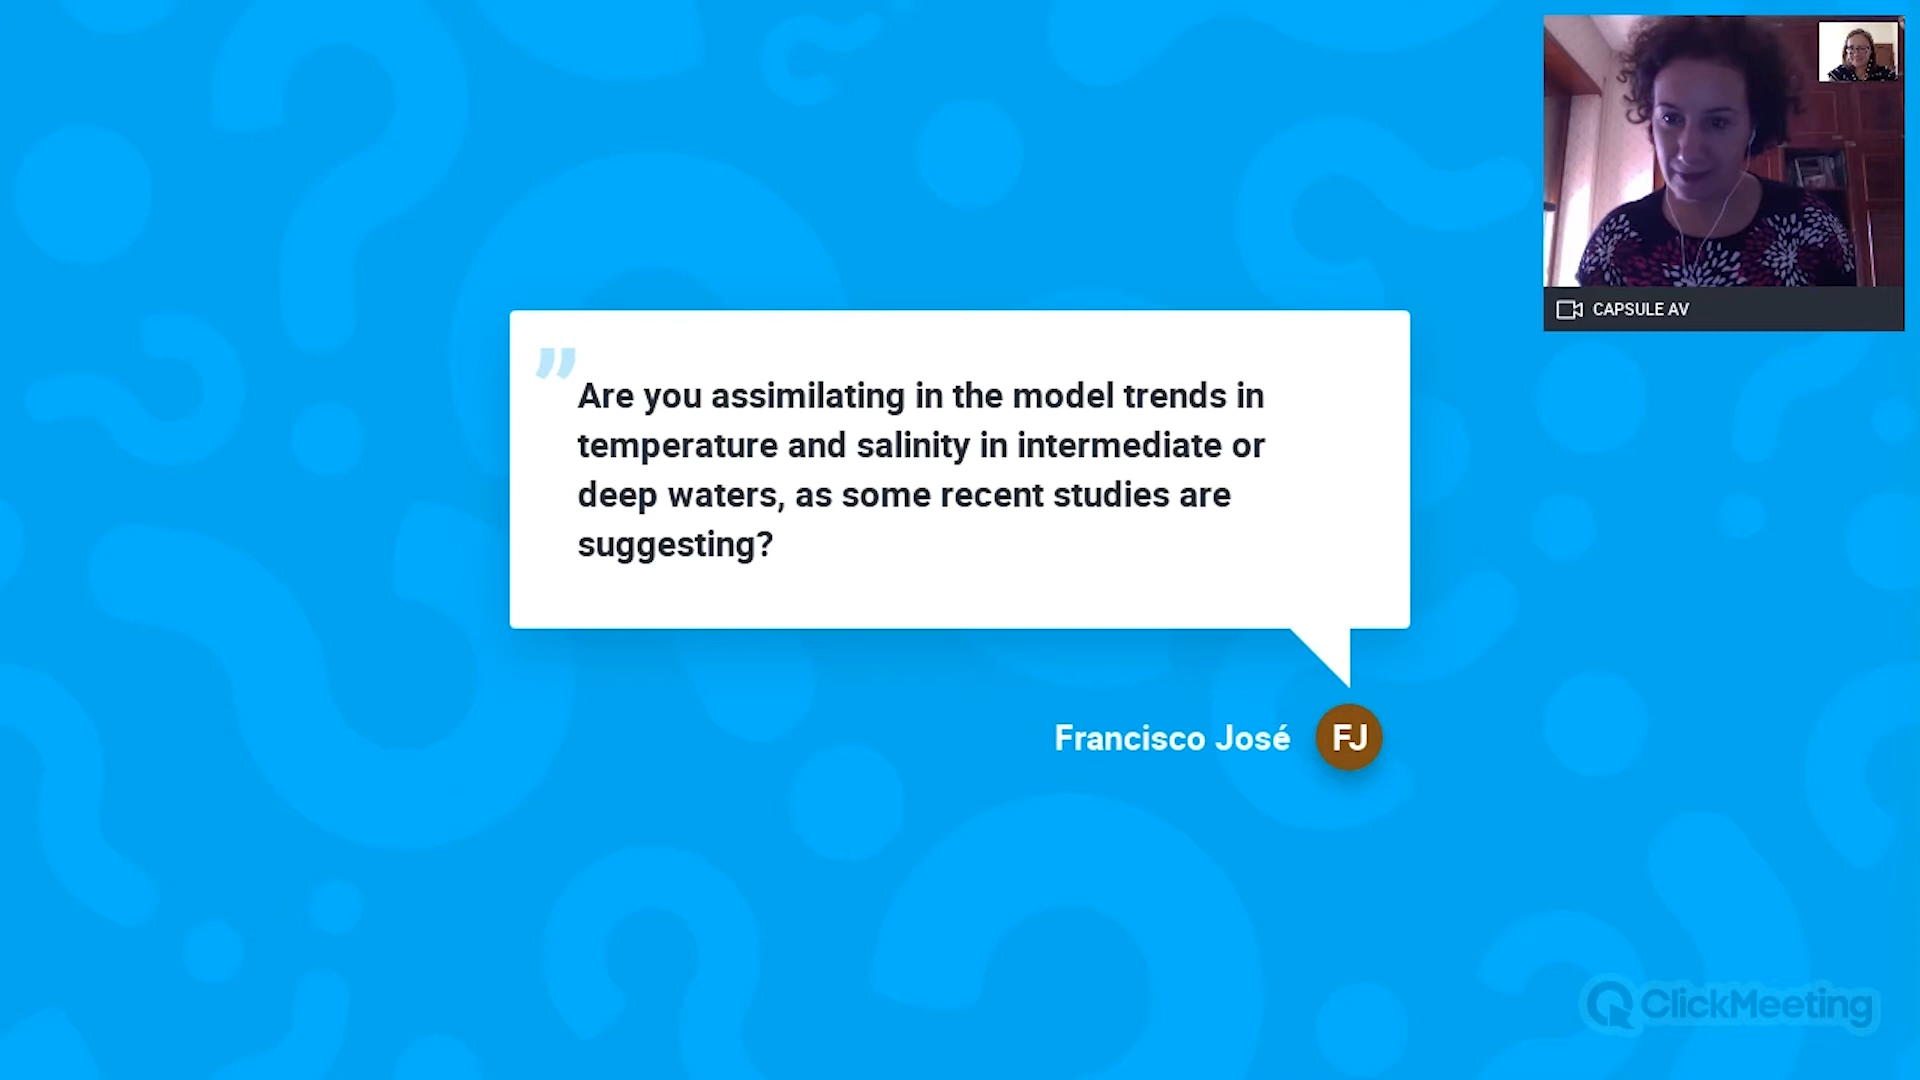 CAPSULE AV
” Are you assimilating in the model trends in
temperature and salinity in intermediate or
deep waters, as some recent studies are
suggesting?
Francisco José FJ
ClickMeeting